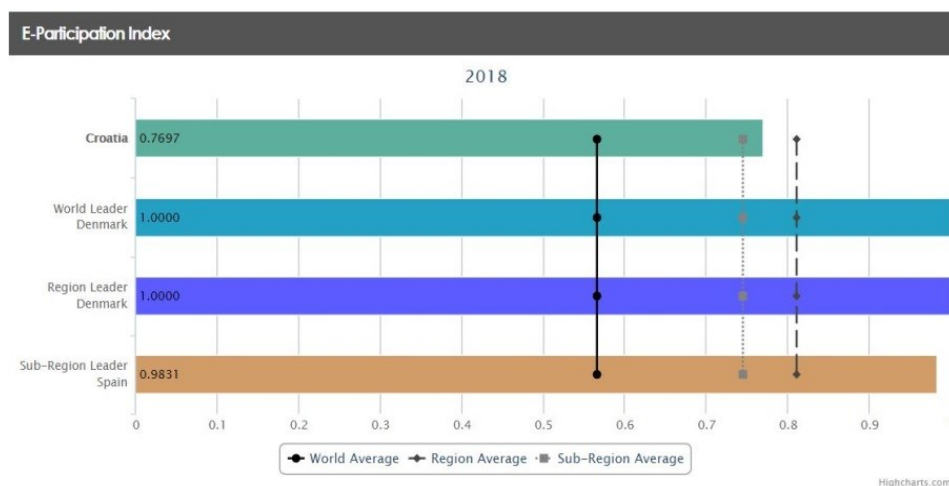 E-Participation Index
2018
Croatia
0.7697
World Leader
Denmark
1.0000
Region Leader
Denmark
1.0000
Sub-Region Leader
Spain
0.9831
0 0.1 0.2 0.3 0.4 0.5 0.6 0.7 0.8 0.9
World Average Region Average Sub-Region Average
Highcharts.com